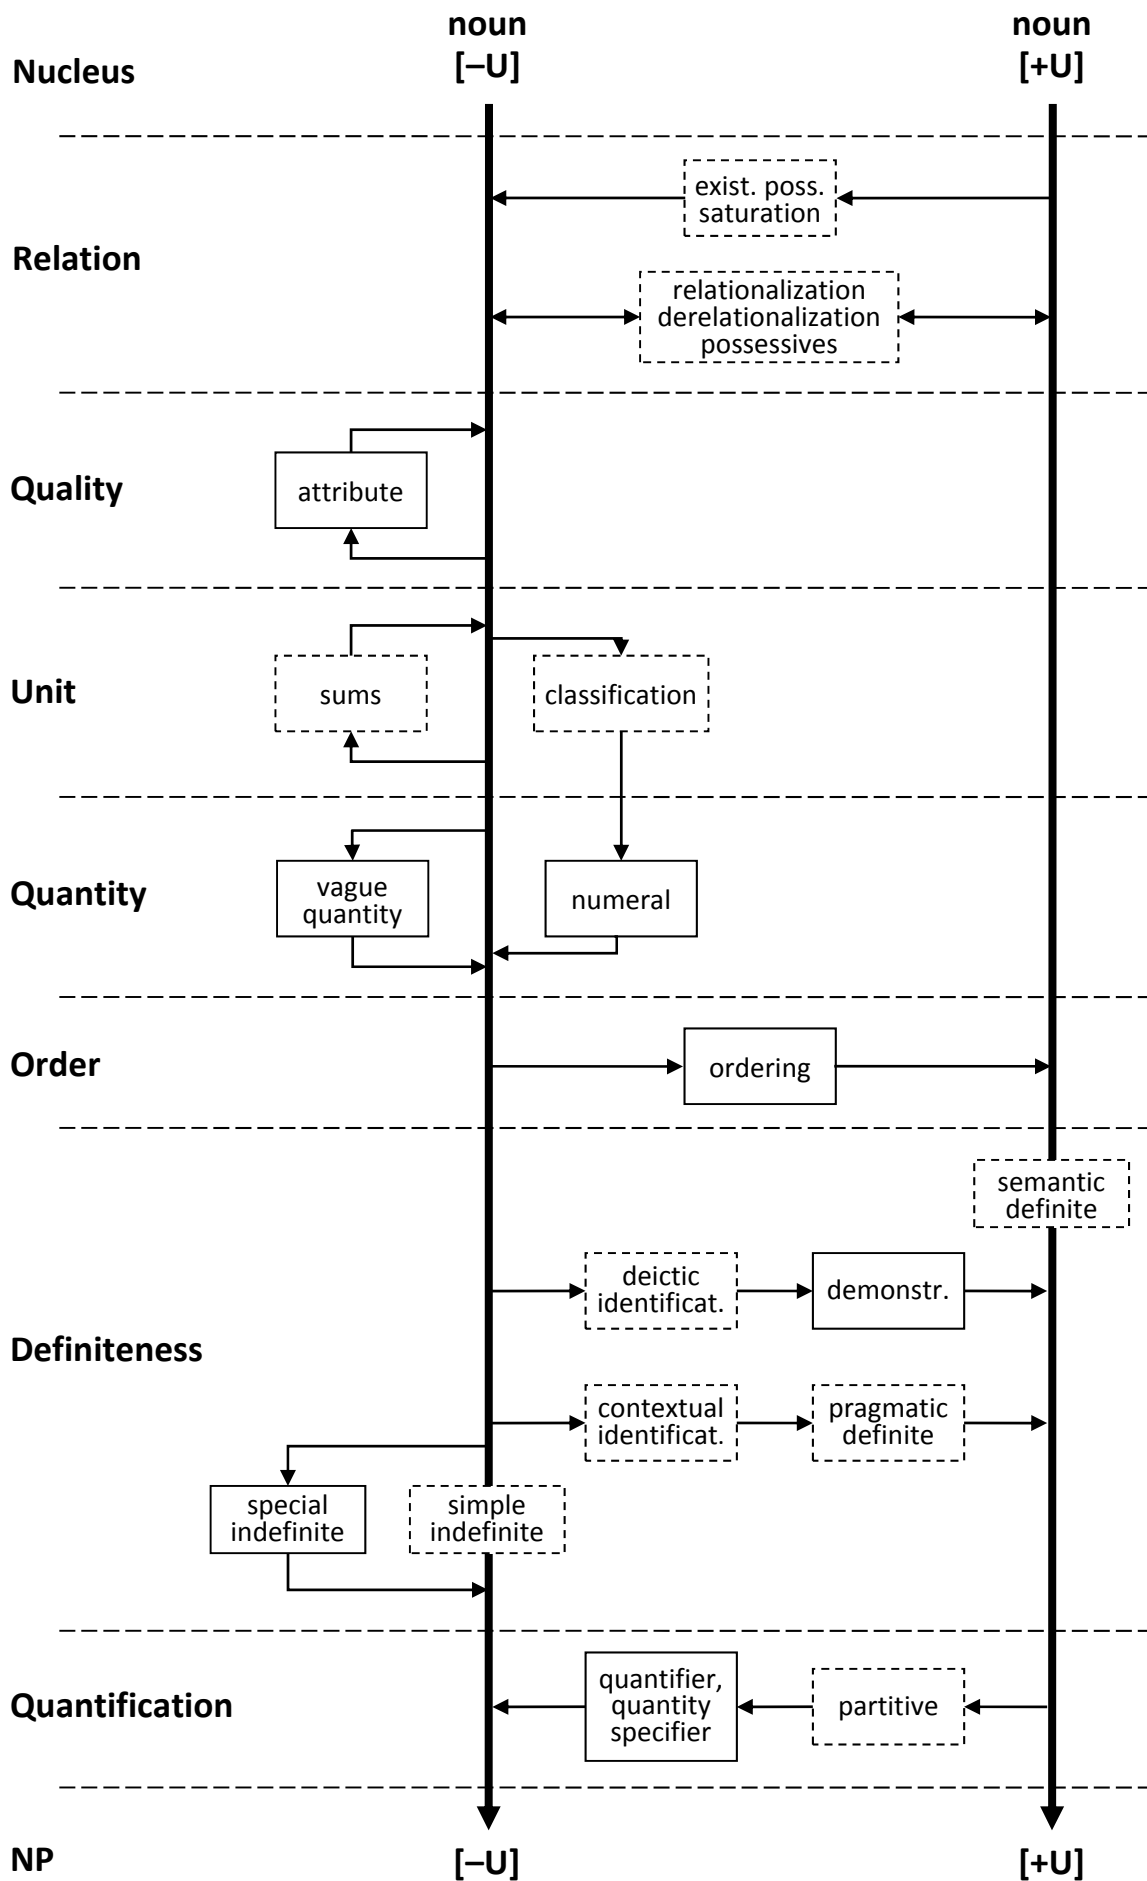 noun
[–U]
noun
[+U]
Nucleus
exist. poss.
saturation
Relation
relationalization
derelationalization
possessives
Quality
attribute
Unit
sums
classification
Quantity
vague
quantity
numeral
Order
ordering
semantic
definite
deictic
identificat.
demonstr.
Definiteness
contextual
identificat.
pragmatic
definite
special
indefinite
simple
indefinite
Quantification
quantifier,
quantity
specifier
partitive
NP
[–U]
[+U]